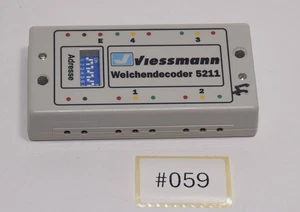 E
4
3
Viessmann
Weichendecoder 5211
Adresse
1
2
#059